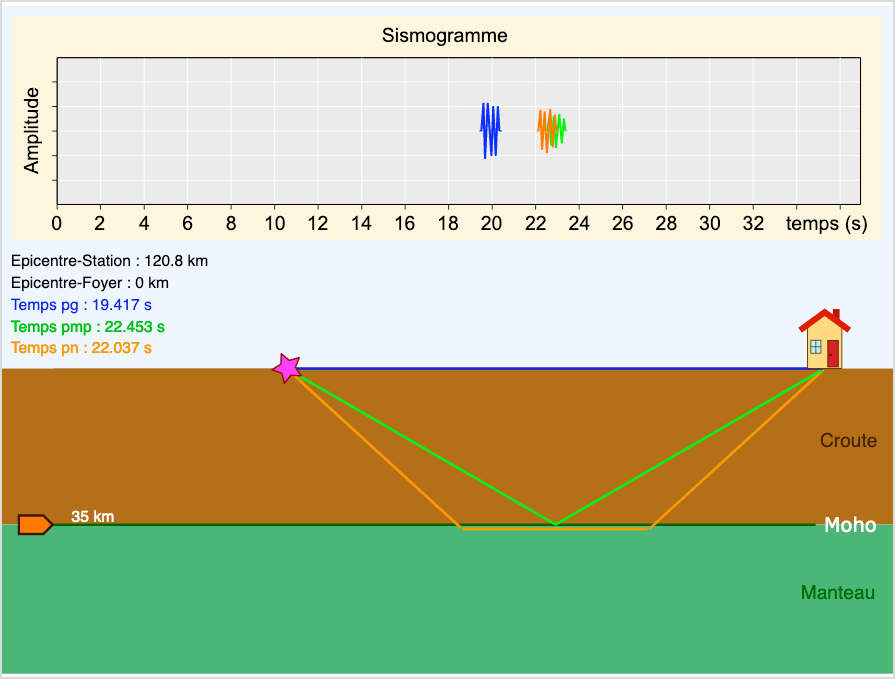 Sismogramme
Amplitude
0 2 4 6 8 10 12 14 16 18 20 22 24 26 28 30 32 temps (s)
Epicentre-Station : 120.8 km
Epicentre-Foyer : 0 km
Temps pg : 19.417 s
Temps pmp : 22.453 s
Temps pn : 22.037 s
Croute
35 km
Moho
Manteau